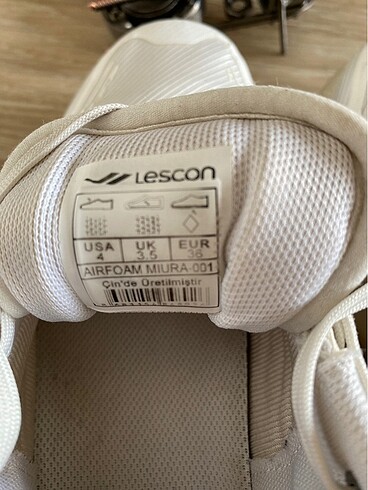 Lescon
USA UK EUR
4 3.5 36
AIRFOAM MIURA-001
Çin'de Üretilmiştir